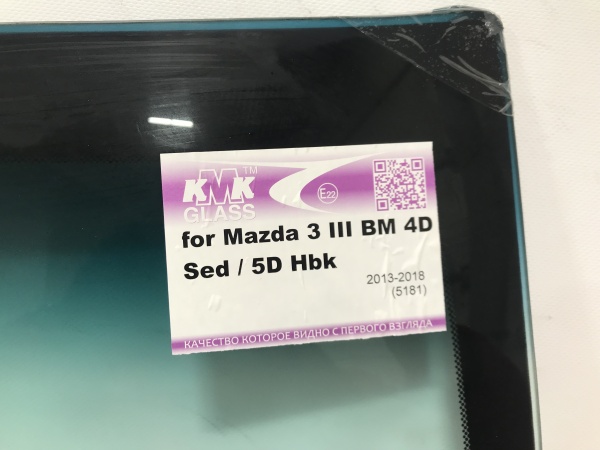 KMK™
GLASS
E22
for Mazda 3 III BM 4D
Sed / 5D Hbk
2013-2018
(5181)
КАЧЕСТВО КОТОРОЕ ВИДНО С ПЕРВОГО ВЗГЛЯДА